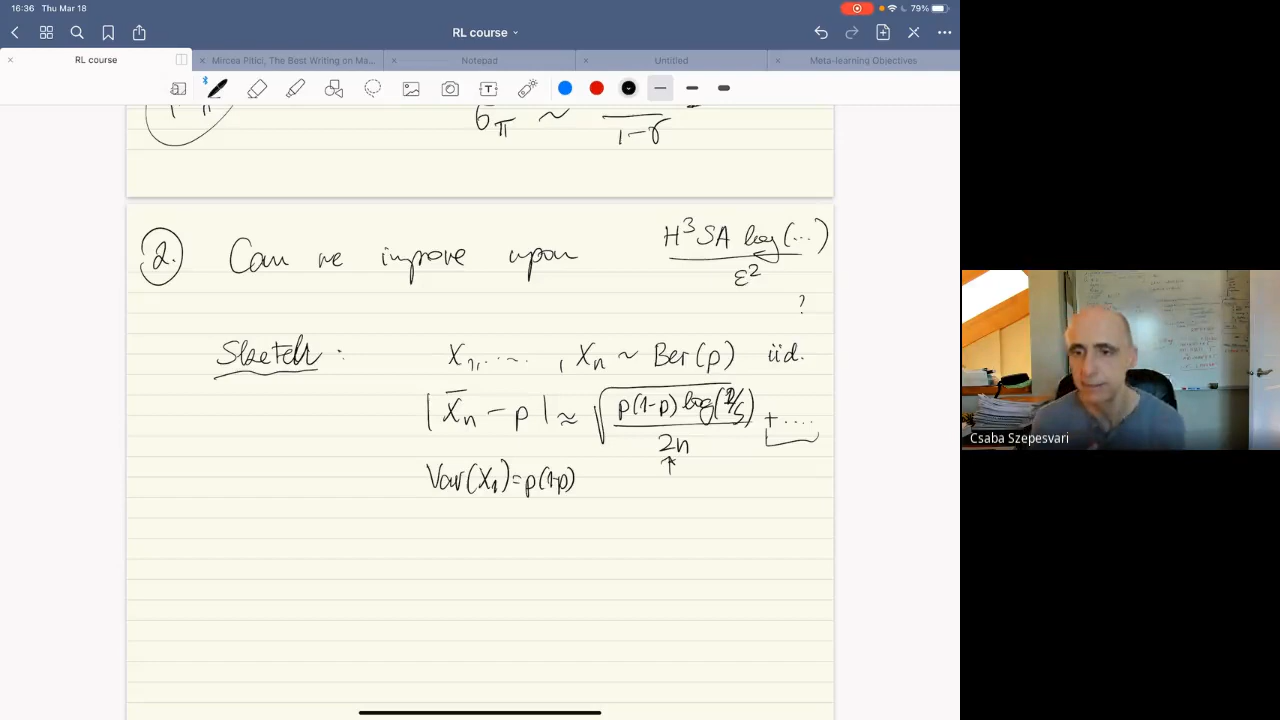 16:36 Thu Mar 18
79%
RL course
RL course
Mircea Pitici, The Best Writing on Ma...
Notepad
Untitled
Meta-learning Objectives
T
σ_π ~ 1-γ
2. Can we improve upon H³SA log(...) / ε² ?
Sketch : X₁, ..... , Xₙ ~ Ber(p) iid.
| X̄ₙ - p | ≈ √( p(1-p) log(2/δ) / 2n ) + ....
Var(X₁) = p(1-p)
Csaba Szepesvari